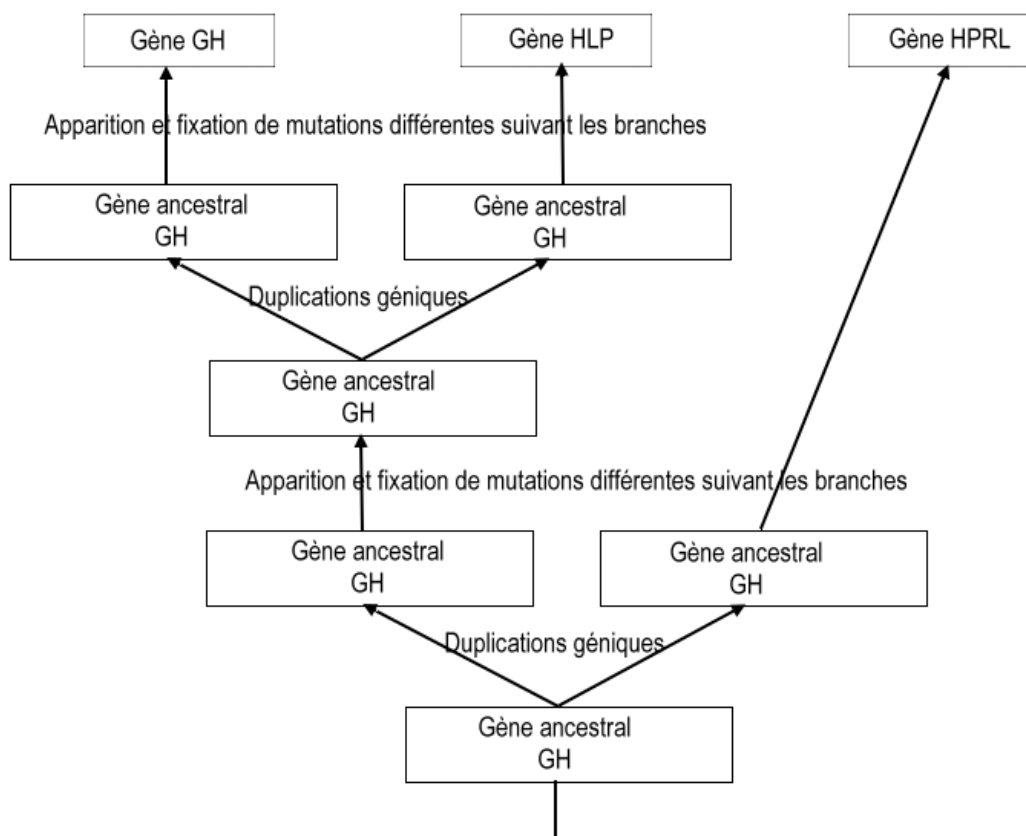 Gène GH
Gène HLP
Gène HPRL
Apparition et fixation de mutations différentes suivant les branches
Gène ancestral
GH
Gène ancestral
GH
Duplications géniques
Gène ancestral
GH
Apparition et fixation de mutations différentes suivant les branches
Gène ancestral
GH
Gène ancestral
GH
Duplications géniques
Gène ancestral
GH